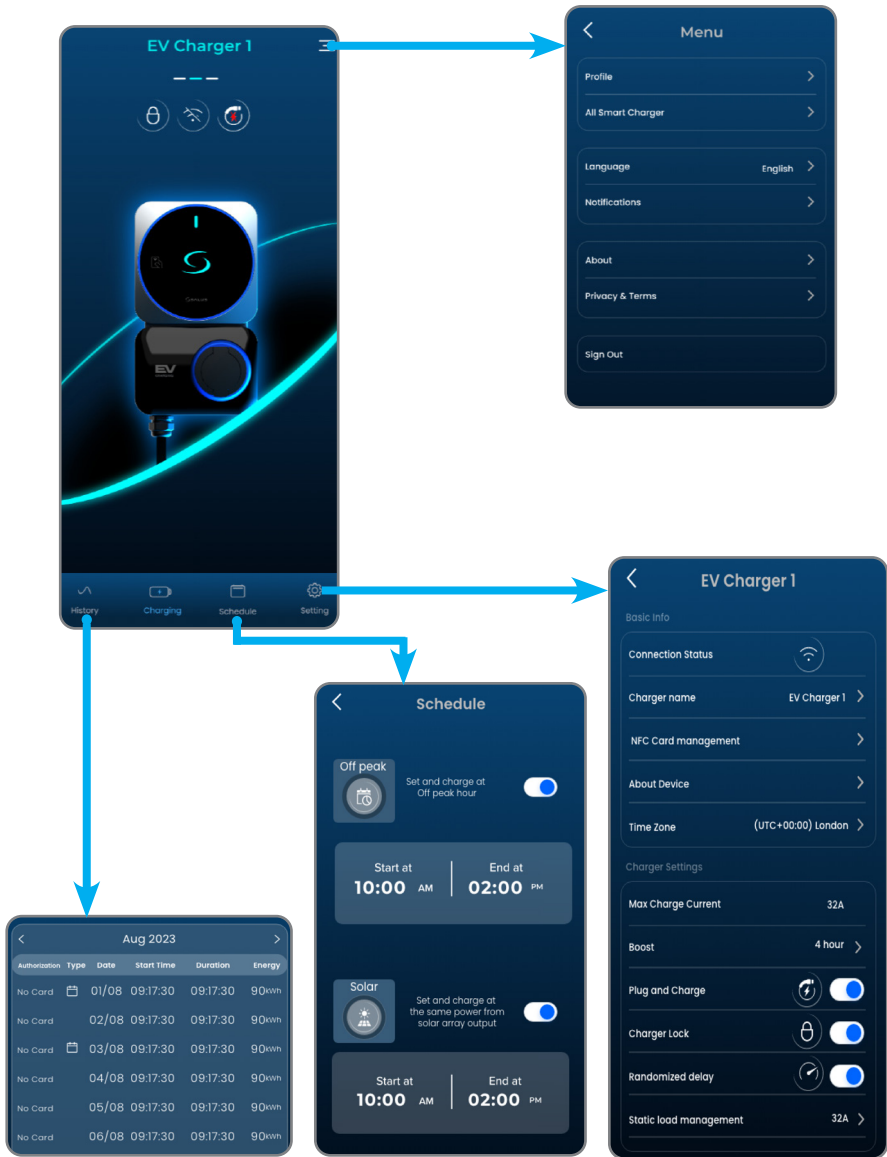 EV Charger 1
EV
History
Charging
Schedule
Setting
Menu
Profile
All Smart Charger
Language English
Notifications
About
Privacy & Terms
Sign Out
Aug 2023
Authorization Type Date Start Time Duration Energy
No Card 01/08 09:17:30 09:17:30 90kWh
No Card 02/08 09:17:30 09:17:30 90kWh
No Card 03/08 09:17:30 09:17:30 90kWh
No Card 04/08 09:17:30 09:17:30 90kWh
No Card 05/08 09:17:30 09:17:30 90kWh
No Card 06/08 09:17:30 09:17:30 90kWh
Schedule
Off peak
Set and charge at
Off peak hour
Start at End at
10:00 AM 02:00 PM
Solar
Set and charge at
the same power from
solar array output
Start at End at
10:00 AM 02:00 PM
EV Charger 1
Basic Info
Connection Status
Charger name EV Charger 1
NFC Card management
About Device
Time Zone (UTC+00:00) London
Charger Settings
Max Charge Current 32A
Boost 4 hour
Plug and Charge
Charger Lock
Randomized delay
Static load management 32A